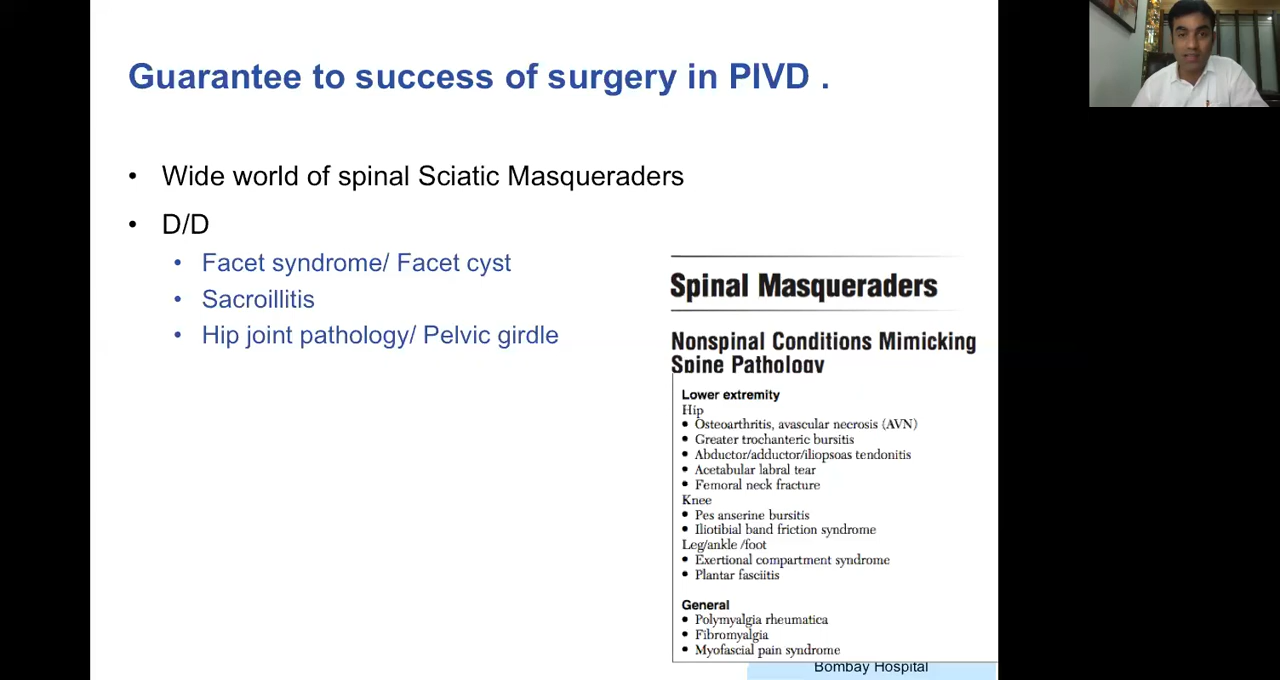 Guarantee to success of surgery in PIVD .
• Wide world of spinal Sciatic Masqueraders
• D/D
• Facet syndrome/ Facet cyst
• Sacroillitis
• Hip joint pathology/ Pelvic girdle
Spinal Masqueraders
Nonspinal Conditions Mimicking
Spine Pathology
Lower extremity
Hip
• Osteoarthritis, avascular necrosis (AVN)
• Greater trochanteric bursitis
• Abductor/adductor/iliopsoas tendonitis
• Acetabular labral tear
• Femoral neck fracture
Knee
• Pes anserine bursitis
• Iliotibial band friction syndrome
Leg/ankle /foot
• Exertional compartment syndrome
• Plantar fasciitis
General
• Polymyalgia rheumatica
• Fibromyalgia
• Myofascial pain syndrome
Bombay Hospital